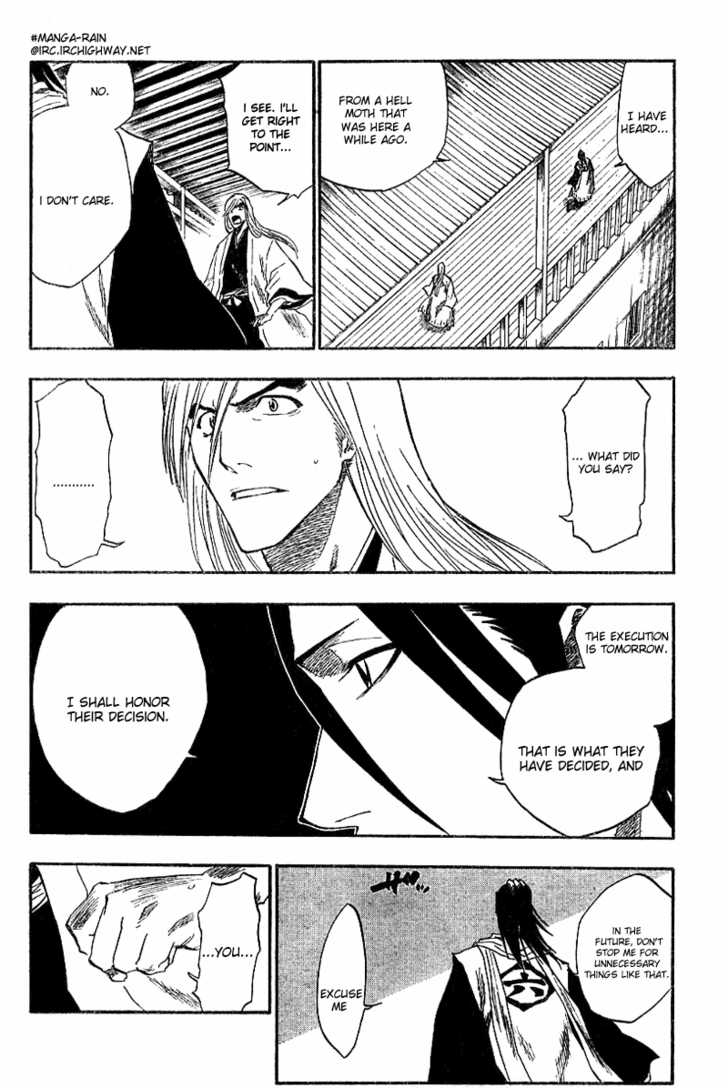 #MANGA-RAIN
@IRC.IRCHIGHWAY.NET
I HAVE
HEARD...
FROM A HELL
MOTH THAT
WAS HERE A
WHILE AGO.
I SEE. I'LL
GET RIGHT
TO THE
POINT...
NO.
I DON'T CARE.
... WHAT DID
YOU SAY?
............
THE EXECUTION
IS TOMORROW.
THAT IS WHAT THEY
HAVE DECIDED, AND
I SHALL HONOR
THEIR DECISION.
IN THE
FUTURE, DON'T
STOP ME FOR
UNNECESSARY
THINGS LIKE THAT.
六
EXCUSE
ME
...YOU...